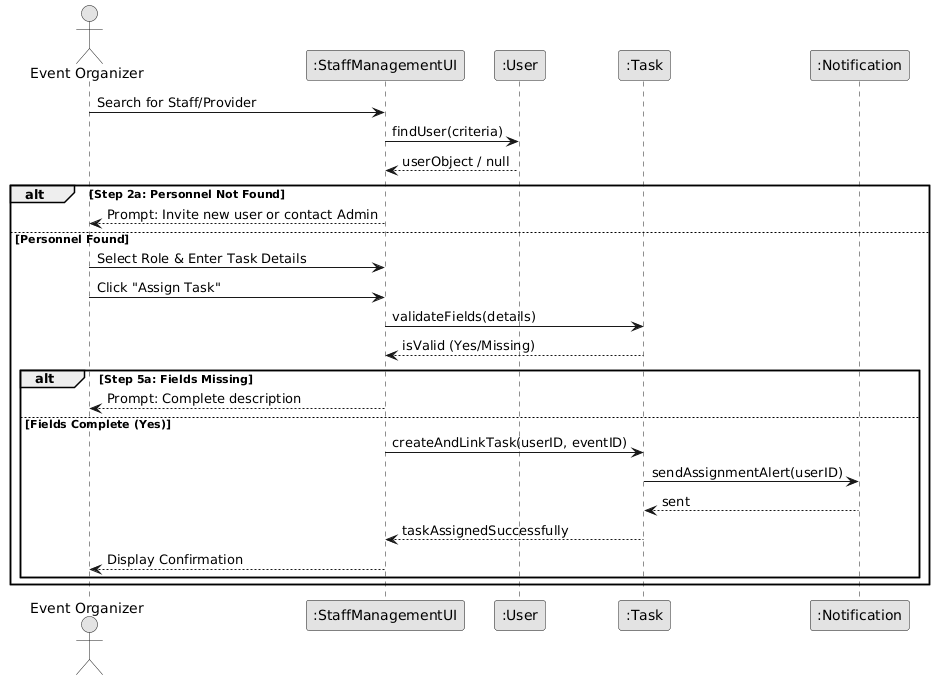 Event Organizer
:StaffManagementUI
:User
:Task
:Notification
Search for Staff/Provider
findUser(criteria)
userObject / null
alt
[Step 2a: Personnel Not Found]
Prompt: Invite new user or contact Admin
[Personnel Found]
Select Role & Enter Task Details
Click "Assign Task"
validateFields(details)
isValid (Yes/Missing)
alt
[Step 5a: Fields Missing]
Prompt: Complete description
[Fields Complete (Yes)]
createAndLinkTask(userID, eventID)
sendAssignmentAlert(userID)
sent
taskAssignedSuccessfully
Display Confirmation
Event Organizer
:StaffManagementUI
:User
:Task
:Notification